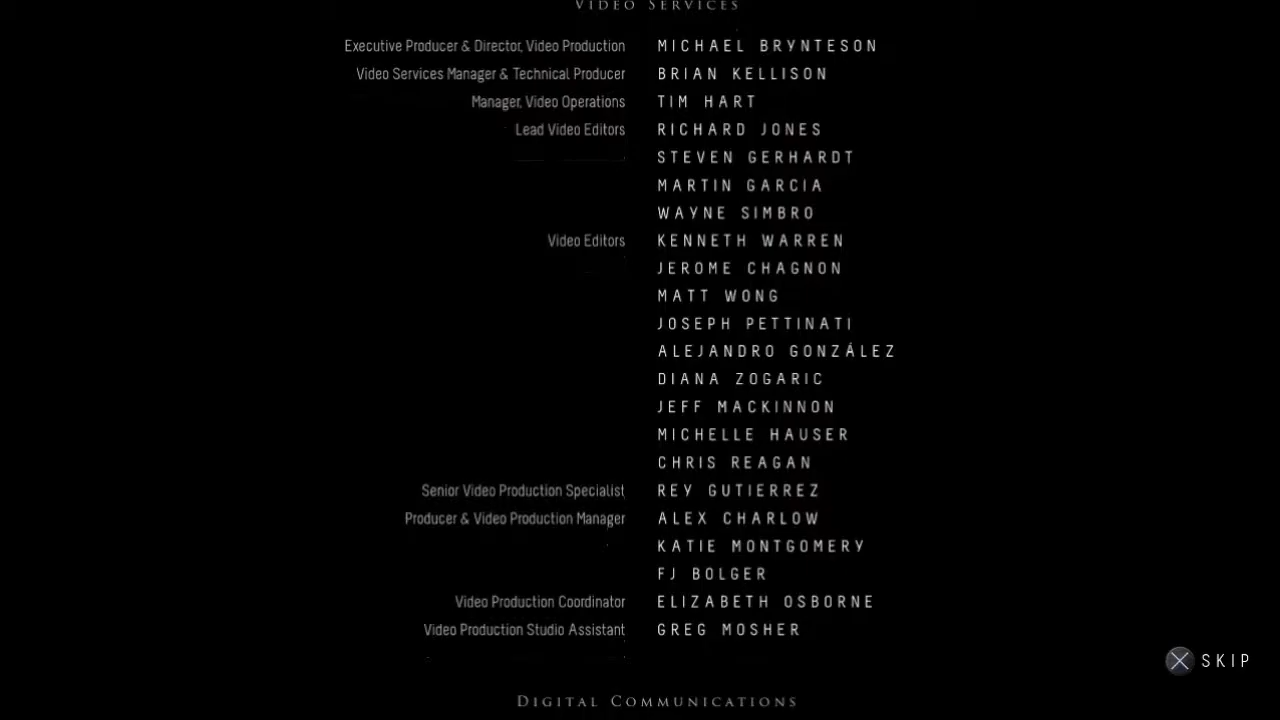 VIDEO SERVICES
Executive Producer & Director, Video Production MICHAEL BRYNTESON
Video Services Manager & Technical Producer BRIAN KELLISON
Manager, Video Operations TIM HART
Lead Video Editors RICHARD JONES
STEVEN GERHARDT
MARTIN GARCIA
WAYNE SIMBRO
Video Editors KENNETH WARREN
JEROME CHAGNON
MATT WONG
JOSEPH PETTINATI
ALEJANDRO GONZÁLEZ
DIANA ZOGARIC
JEFF MACKINNON
MICHELLE HAUSER
CHRIS REAGAN
Senior Video Production Specialist REY GUTIERREZ
Producer & Video Production Manager ALEX CHARLOW
KATIE MONTGOMERY
FJ BOLGER
Video Production Coordinator ELIZABETH OSBORNE
Video Production Studio Assistant GREG MOSHER
SKIP
DIGITAL COMMUNICATIONS